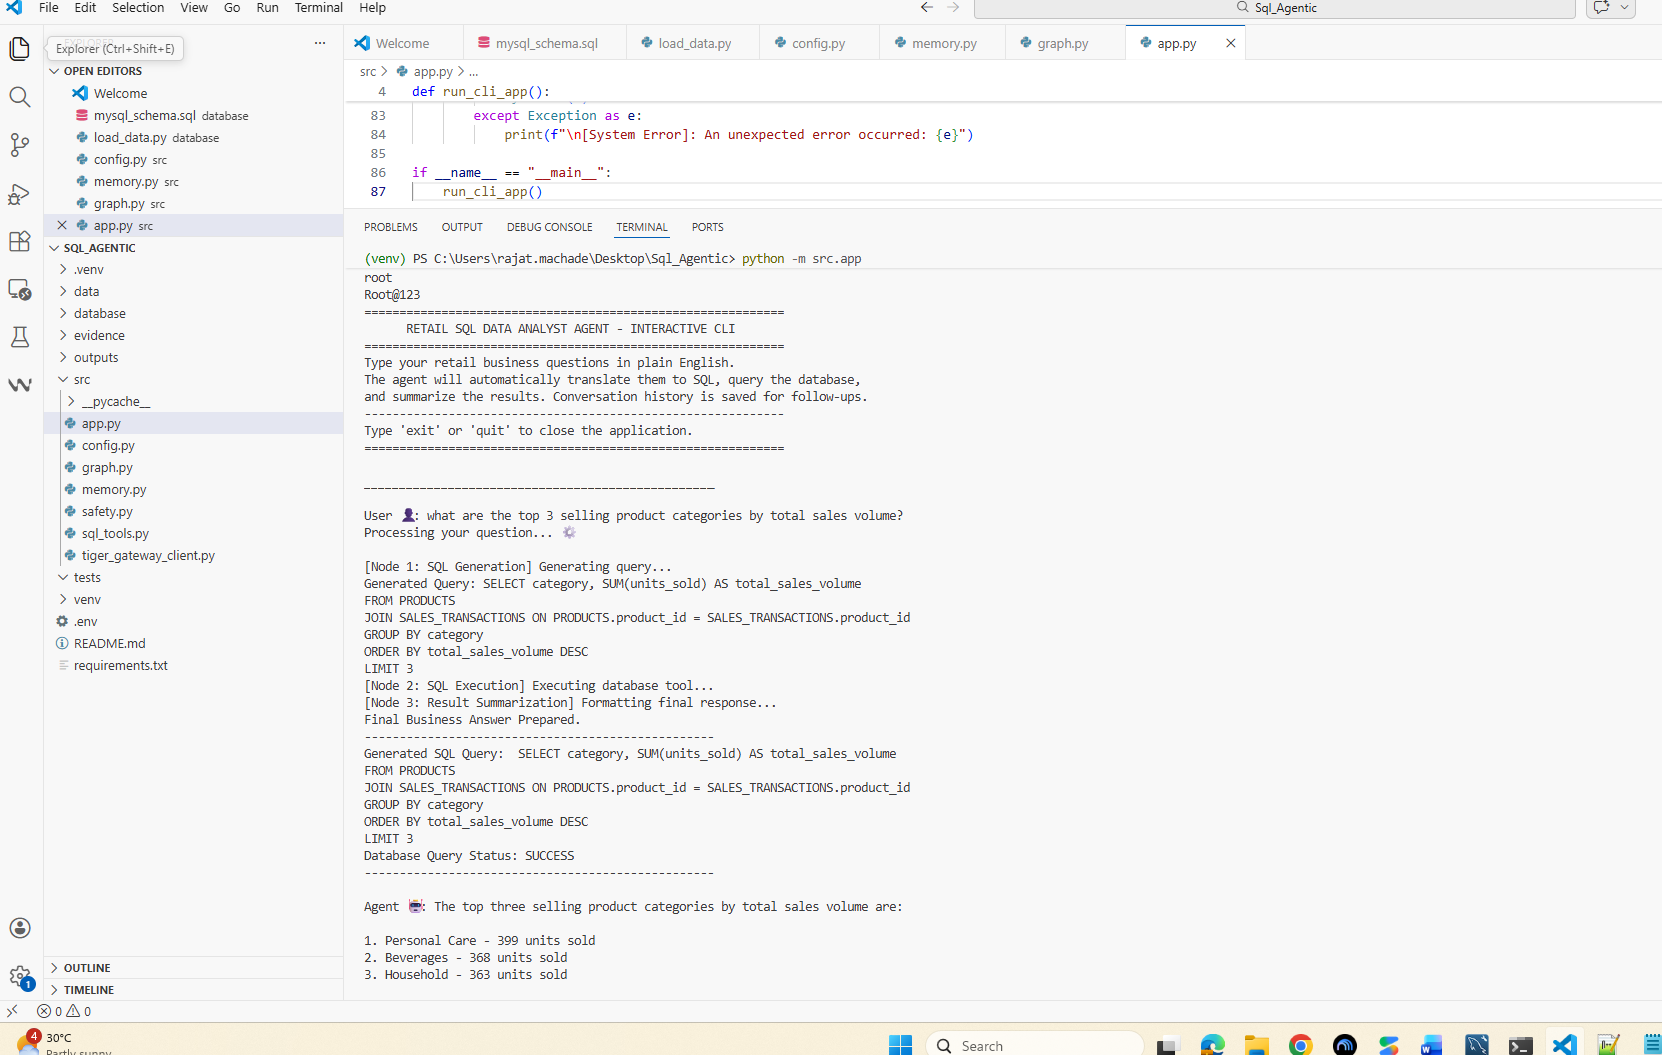 File Edit Selection View Go Run Terminal Help
Sql_Agentic
Explorer (Ctrl+Shift+E)
OPEN EDITORS
Welcome
mysql_schema.sql database
load_data.py database
config.py src
memory.py src
graph.py src
app.py src
SQL_AGENTIC
.venv
data
database
evidence
outputs
src
__pycache__
app.py
config.py
graph.py
memory.py
safety.py
sql_tools.py
tiger_gateway_client.py
tests
venv
.env
README.md
requirements.txt
OUTLINE
TIMELINE
Welcome mysql_schema.sql load_data.py config.py memory.py graph.py app.py
src > app.py > ...
4 def run_cli_app():
83 except Exception as e:
84 print(f"\n[System Error]: An unexpected error occurred: {e}")
85
86 if __name__ == "__main__":
87 run_cli_app()
PROBLEMS OUTPUT DEBUG CONSOLE TERMINAL PORTS
(venv) PS C:\Users\rajat.machade\Desktop\Sql_Agentic> python -m src.app
root
Root@123
============================================================
RETAIL SQL DATA ANALYST AGENT - INTERACTIVE CLI
============================================================
Type your retail business questions in plain English.
The agent will automatically translate them to SQL, query the database,
and summarize the results. Conversation history is saved for follow-ups.
------------------------------------------------------------
Type 'exit' or 'quit' to close the application.
============================================================
__________________________________________________
User 👤: what are the top 3 selling product categories by total sales volume?
Processing your question... ⚙️
[Node 1: SQL Generation] Generating query...
Generated Query: SELECT category, SUM(units_sold) AS total_sales_volume
FROM PRODUCTS
JOIN SALES_TRANSACTIONS ON PRODUCTS.product_id = SALES_TRANSACTIONS.product_id
GROUP BY category
ORDER BY total_sales_volume DESC
LIMIT 3
[Node 2: SQL Execution] Executing database tool...
[Node 3: Result Summarization] Formatting final response...
Final Business Answer Prepared.
--------------------------------------------------
Generated SQL Query:  SELECT category, SUM(units_sold) AS total_sales_volume
FROM PRODUCTS
JOIN SALES_TRANSACTIONS ON PRODUCTS.product_id = SALES_TRANSACTIONS.product_id
GROUP BY category
ORDER BY total_sales_volume DESC
LIMIT 3
Database Query Status: SUCCESS
--------------------------------------------------
Agent 🤖: The top three selling product categories by total sales volume are:
1. Personal Care - 399 units sold
2. Beverages - 368 units sold
3. Household - 363 units sold
1
0 0
4
30°C
Partly sunny
Search